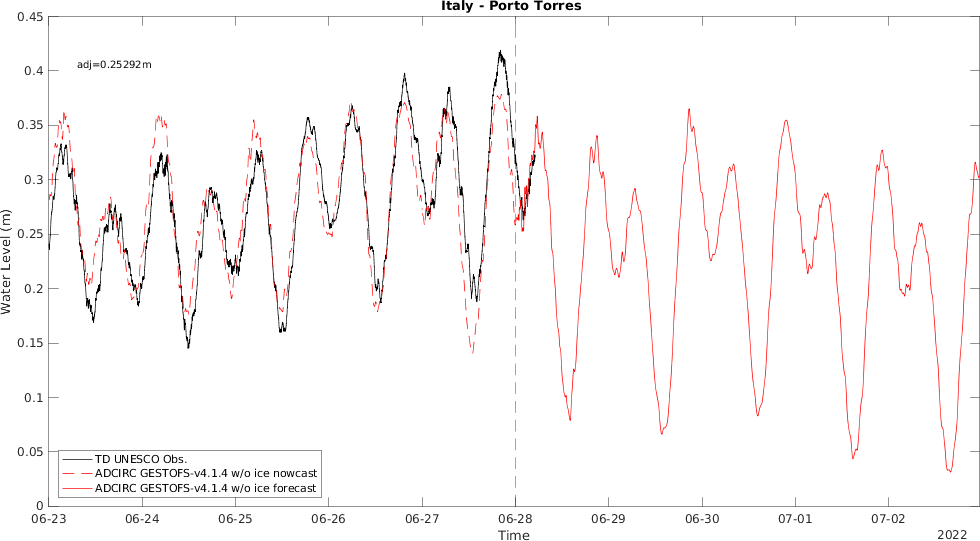 Italy - Porto Torres
adj=0.25292m
Water Level (m)
0.45
0.4
0.35
0.3
0.25
0.2
0.15
0.1
0.05
0
TD UNESCO Obs.
ADCIRC GESTOFS-v4.1.4 w/o ice nowcast
ADCIRC GESTOFS-v4.1.4 w/o ice forecast
06-23 06-24 06-25 06-26 06-27 06-28 06-29 06-30 07-01 07-02
Time
2022